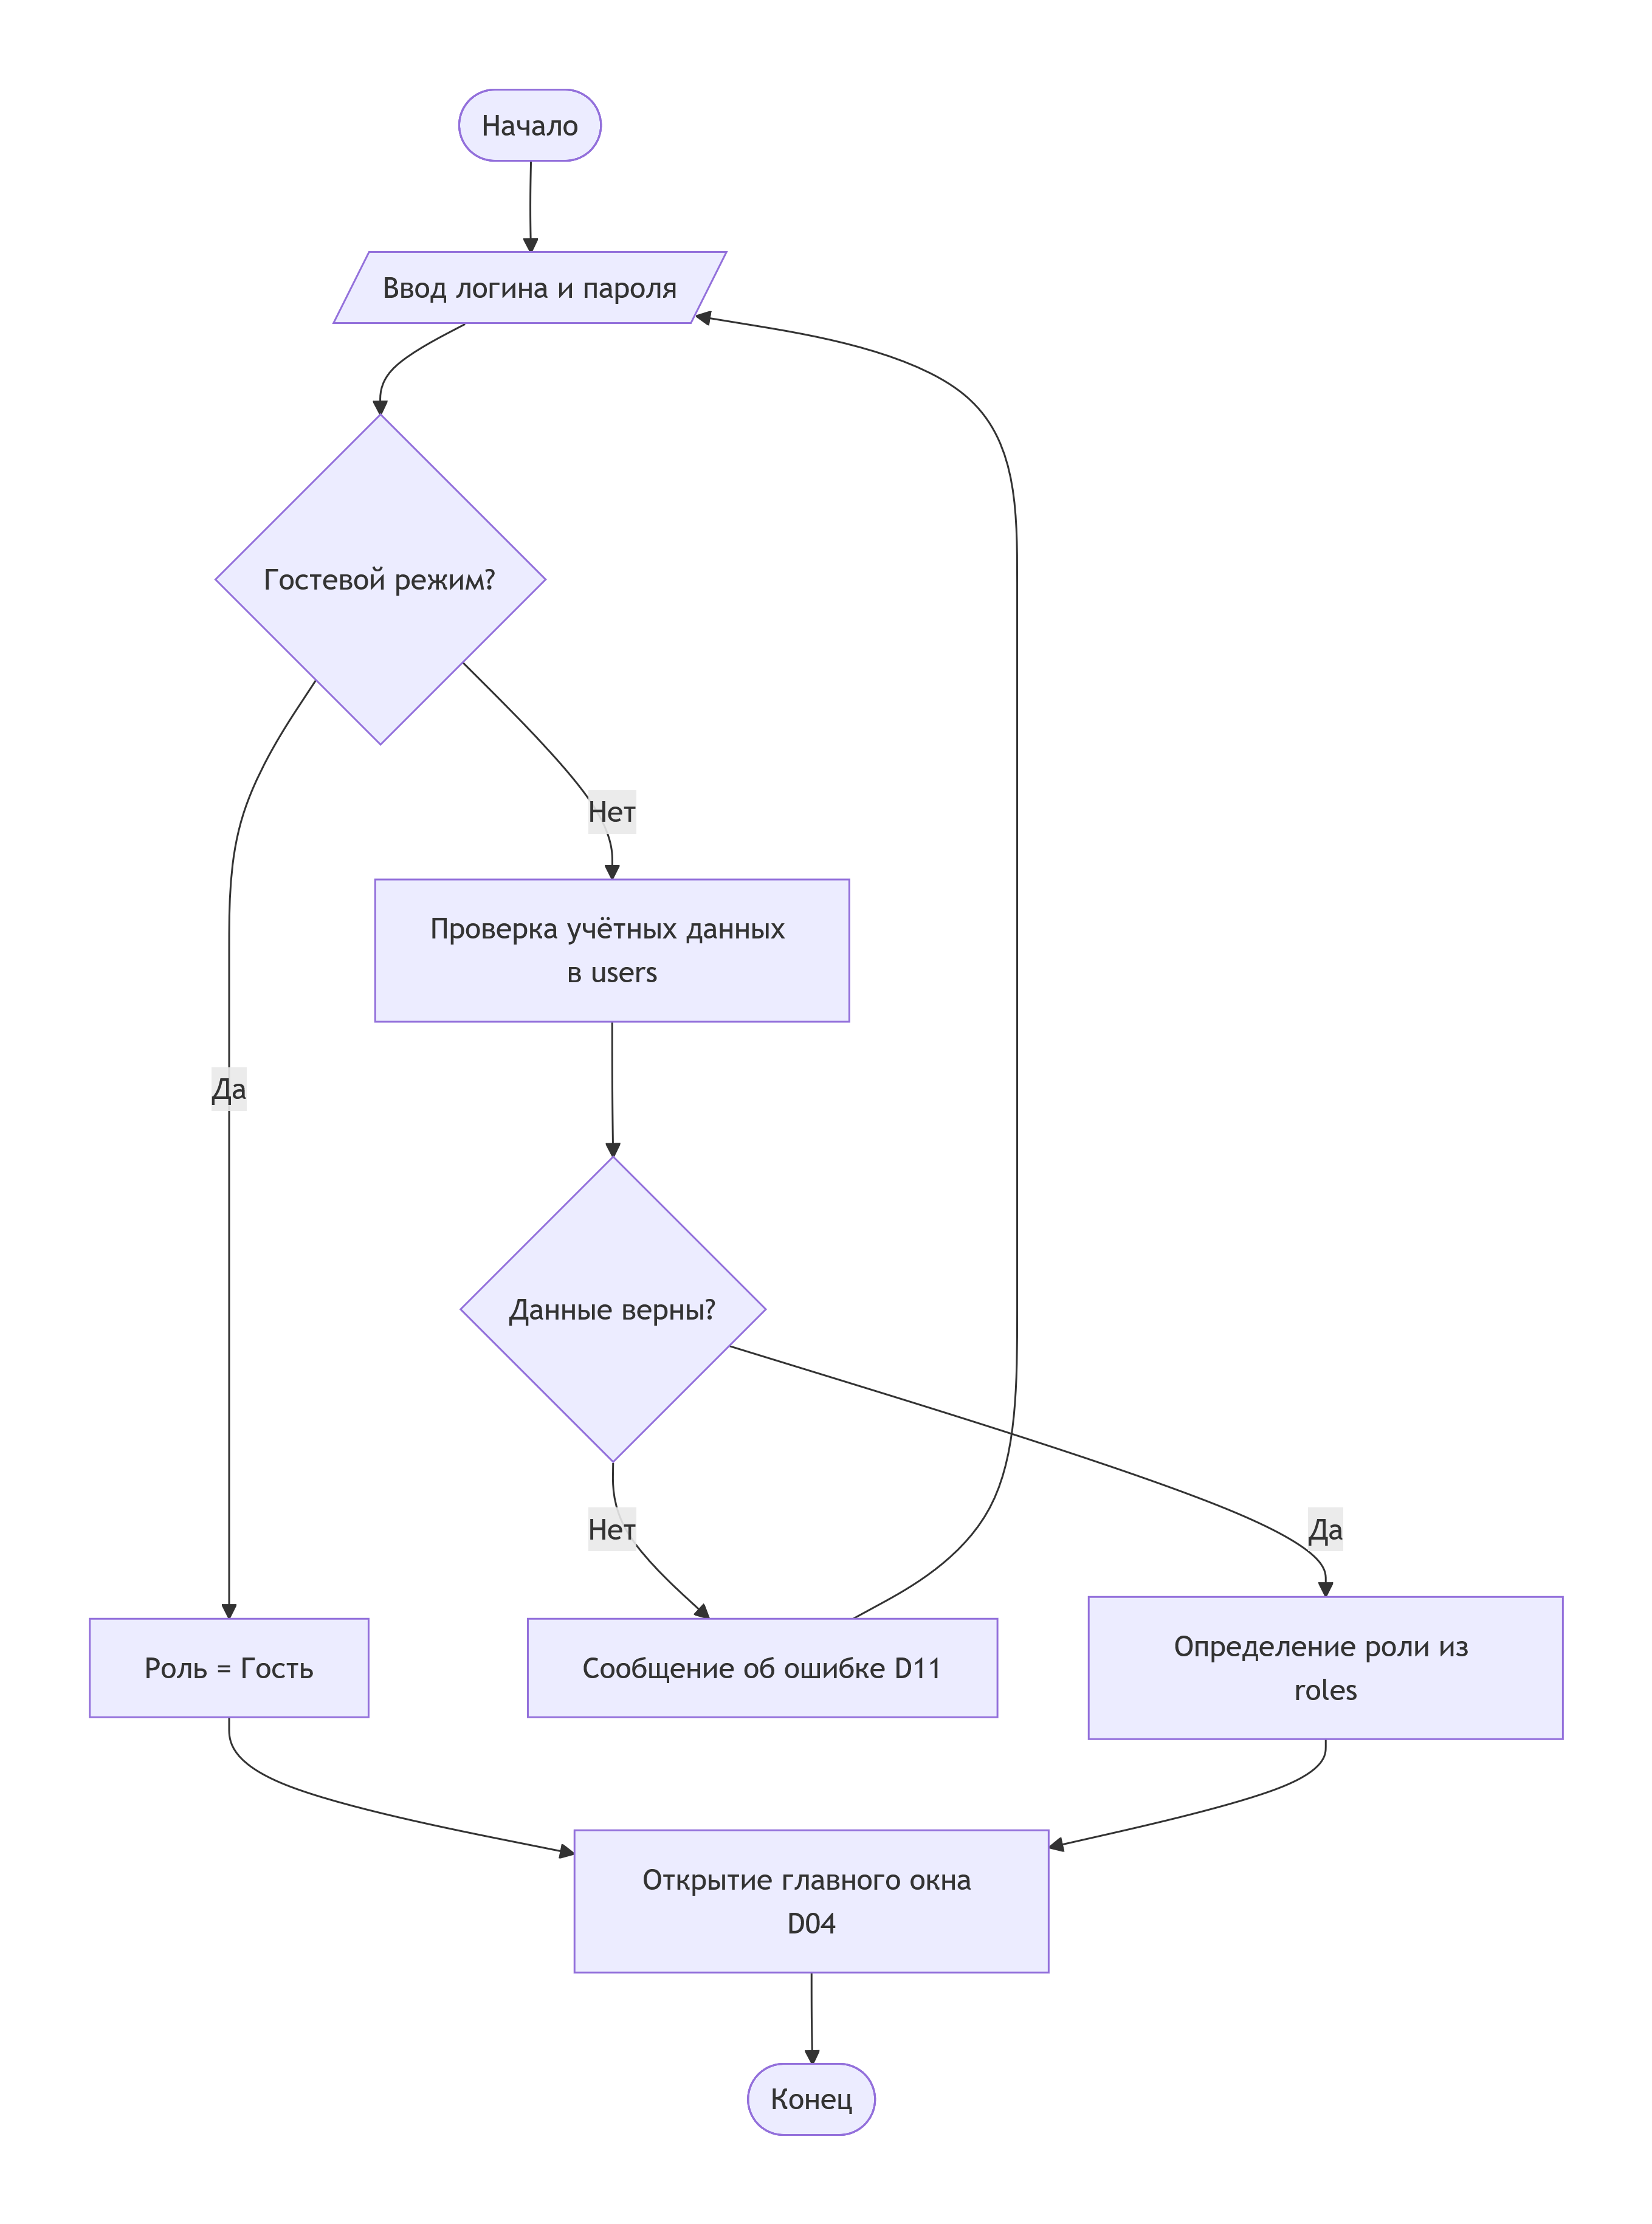 Начало
Ввод логина и пароля
Гостевой режим?
Нет
Проверка учётных данных
в users
Да
Данные верны?
Нет
Да
Роль = Гость
Сообщение об ошибке D11
Определение роли из
roles
Открытие главного окна
D04
Конец